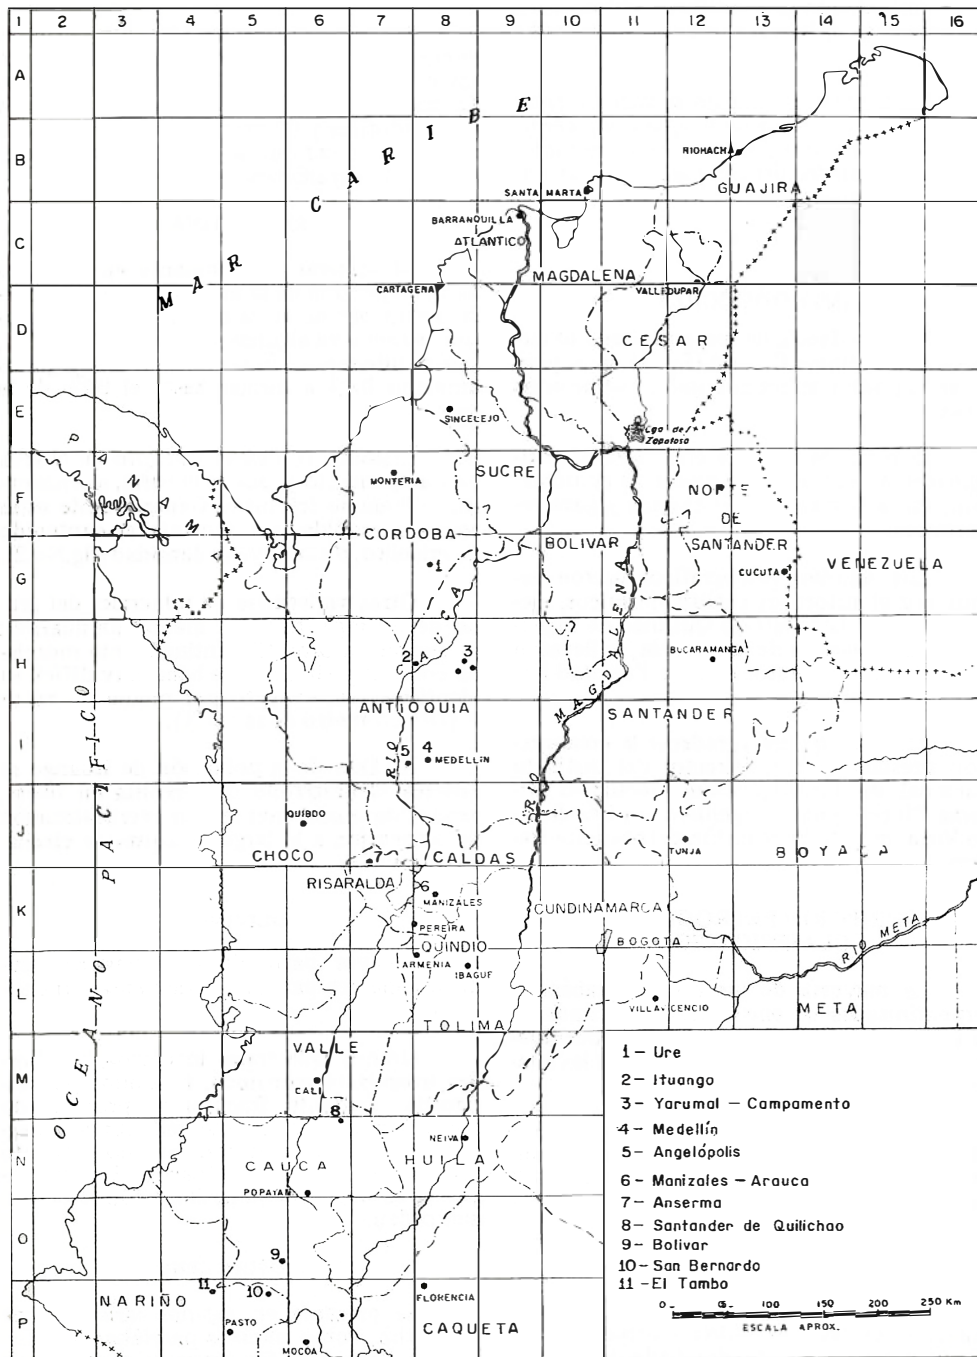 1 2 3 4 5 6 7 8 9 10 11 12 13 14 15 16
A
MAR CARIBE
B
RIOHACHA
SANTA MARTA
GUAJIRA
BARRANQUILLA
C
ATLANTICO
MAGDALENA
CARTAGENA
VALLEDUPAR
D
CESAR
E
SINCELEJO
Lga del
Zapatosa
PANAMA
SUCRE
MONTERIA
F
NORTE
DE
CORDOBA
BOLIVAR
SANTANDER
G
1
CUCUTA
VENEZUELA
RIO CAUCA
RIO MAGDALENA
H
2
3
BUCARAMANGA
ANTIOQUIA
SANTANDER
OCEANO PACIFICO
I
5
4
MEDELLIN
QUIBDO
J
TUNJA
CHOCO
7
CALDAS
BOYACA
RISARALDA
6
K
MANIZALES
CUNDINAMARCA
PEREIRA
QUINDIO
BOGOTA
RIO META
ARMENIA
IBAGUE
L
VILLAVICENCIO
META
TOLIMA
VALLE
M
CALI
8
NEIVA
N
CAUCA
HUILA
POPAYAN
O
9
11
10
NARIÑO
FLORENCIA
P
PASTO
CAQUETA
MOCOA
1 – Ure
2 – Ituango
3 – Yarumal – Campamento
4 – Medellín
5 – Angelópolis
6 – Manizales – Arauca
7 – Anserma
8 – Santander de Quilichao
9 – Bolivar
10 – San Bernardo
11 – El Tambo
0 05 100 150 200 250 Km
ESCALA APROX.